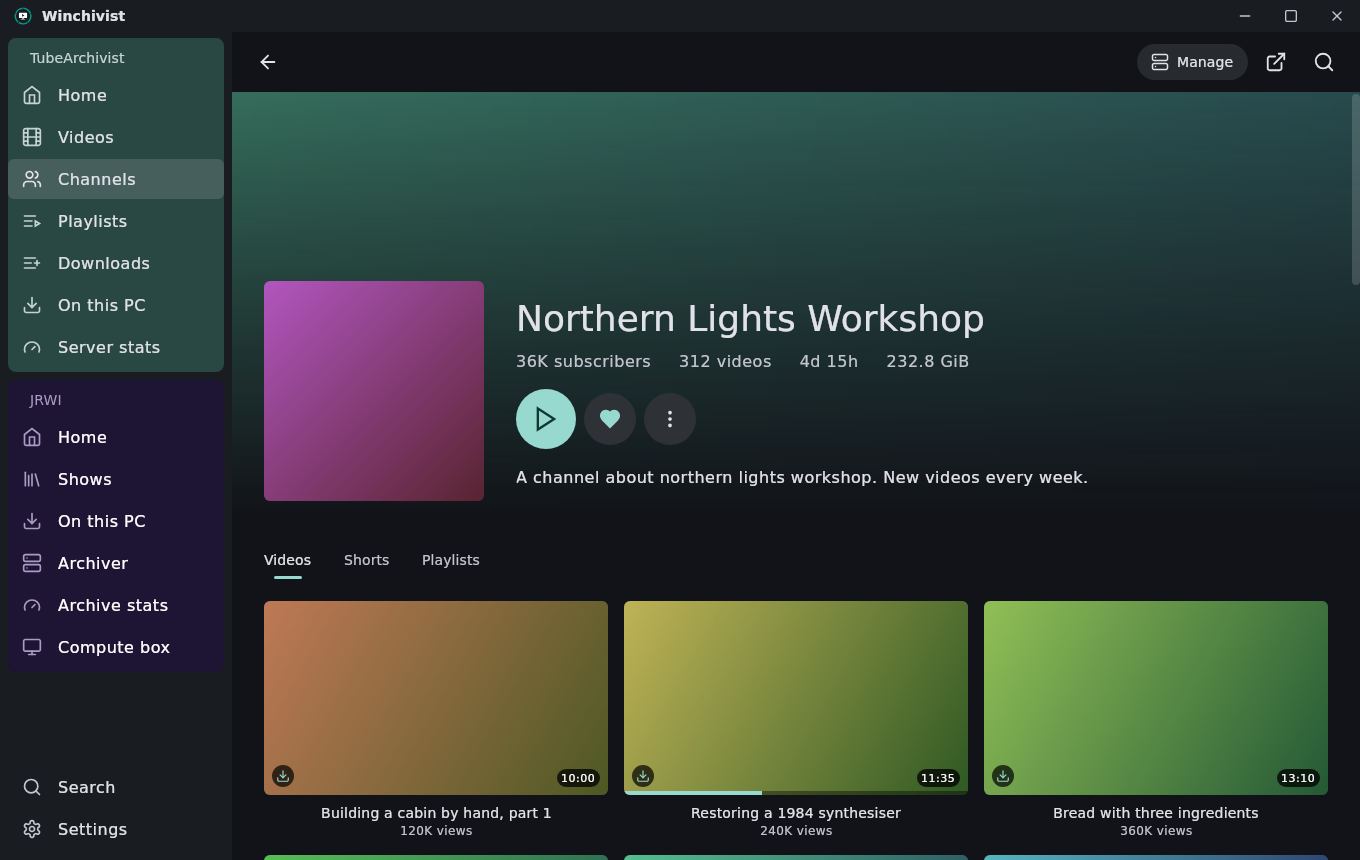 Winchivist
TubeArchivist
Home
Videos
Channels
Playlists
Downloads
On this PC
Server stats
JRWI
Home
Shows
On this PC
Archiver
Archive stats
Compute box
Search
Settings
Manage
Northern Lights Workshop
36K subscribers 312 videos 4d 15h 232.8 GiB
A channel about northern lights workshop. New videos every week.
Videos Shorts Playlists
10:00
Building a cabin by hand, part 1
120K views
11:35
Restoring a 1984 synthesiser
240K views
13:10
Bread with three ingredients
360K views